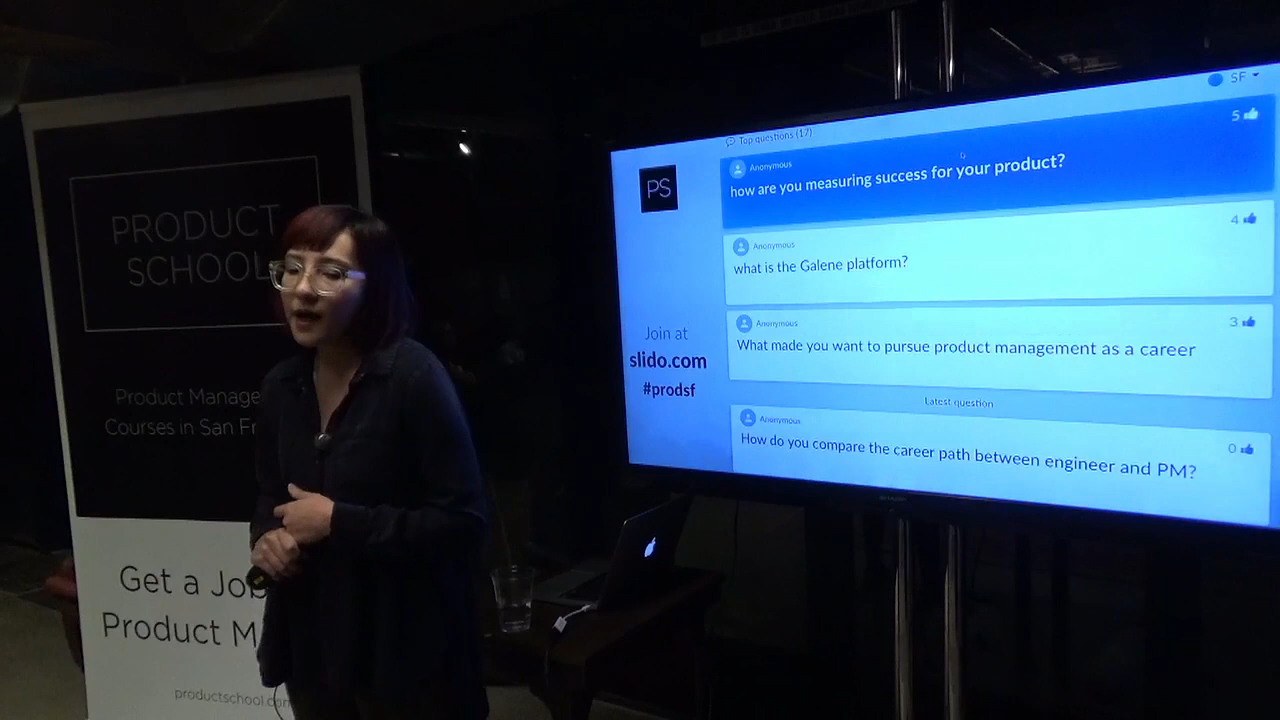 PRODUCT
SCHOOL
Product Manage
Courses in San Fr
Get a Job
Product M
productschool.com
SF
Top questions (17)
PS
Anonymous
5
how are you measuring success for your product?
Anonymous
4
what is the Galene platform?
Anonymous
3
What made you want to pursue product management as a career
Join at
slido.com
#prodsf
Latest question
Anonymous
0
How do you compare the career path between engineer and PM?